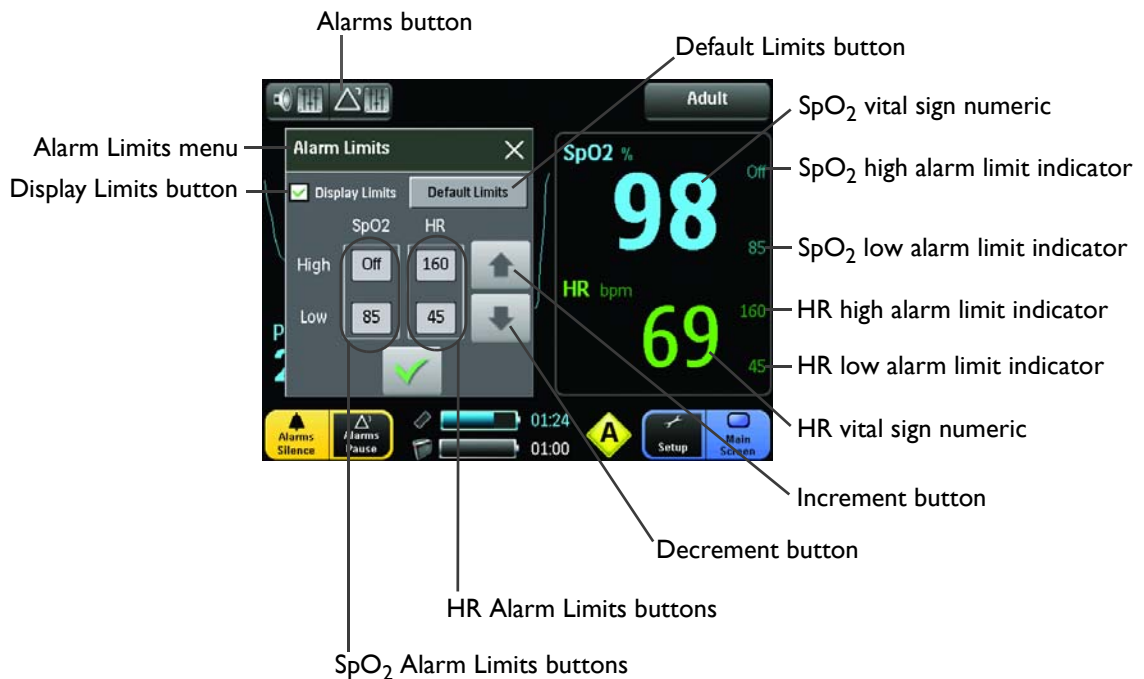 Alarms button
Default Limits button
Adult
SpO2 vital sign numeric
Alarm Limits menu
Alarm Limits
SpO2 %
Off
SpO2 high alarm limit indicator
Display Limits button
Display Limits
Default Limits
98
SpO2 HR
85
SpO2 low alarm limit indicator
High Off 160
HR bpm
160
HR high alarm limit indicator
Low 85 45
69
45
HR low alarm limit indicator
HR vital sign numeric
Alarms
Silence
Alarms
Pause
01:24
01:00
A
Setup
Main
Screen
Increment button
Decrement button
HR Alarm Limits buttons
SpO2 Alarm Limits buttons